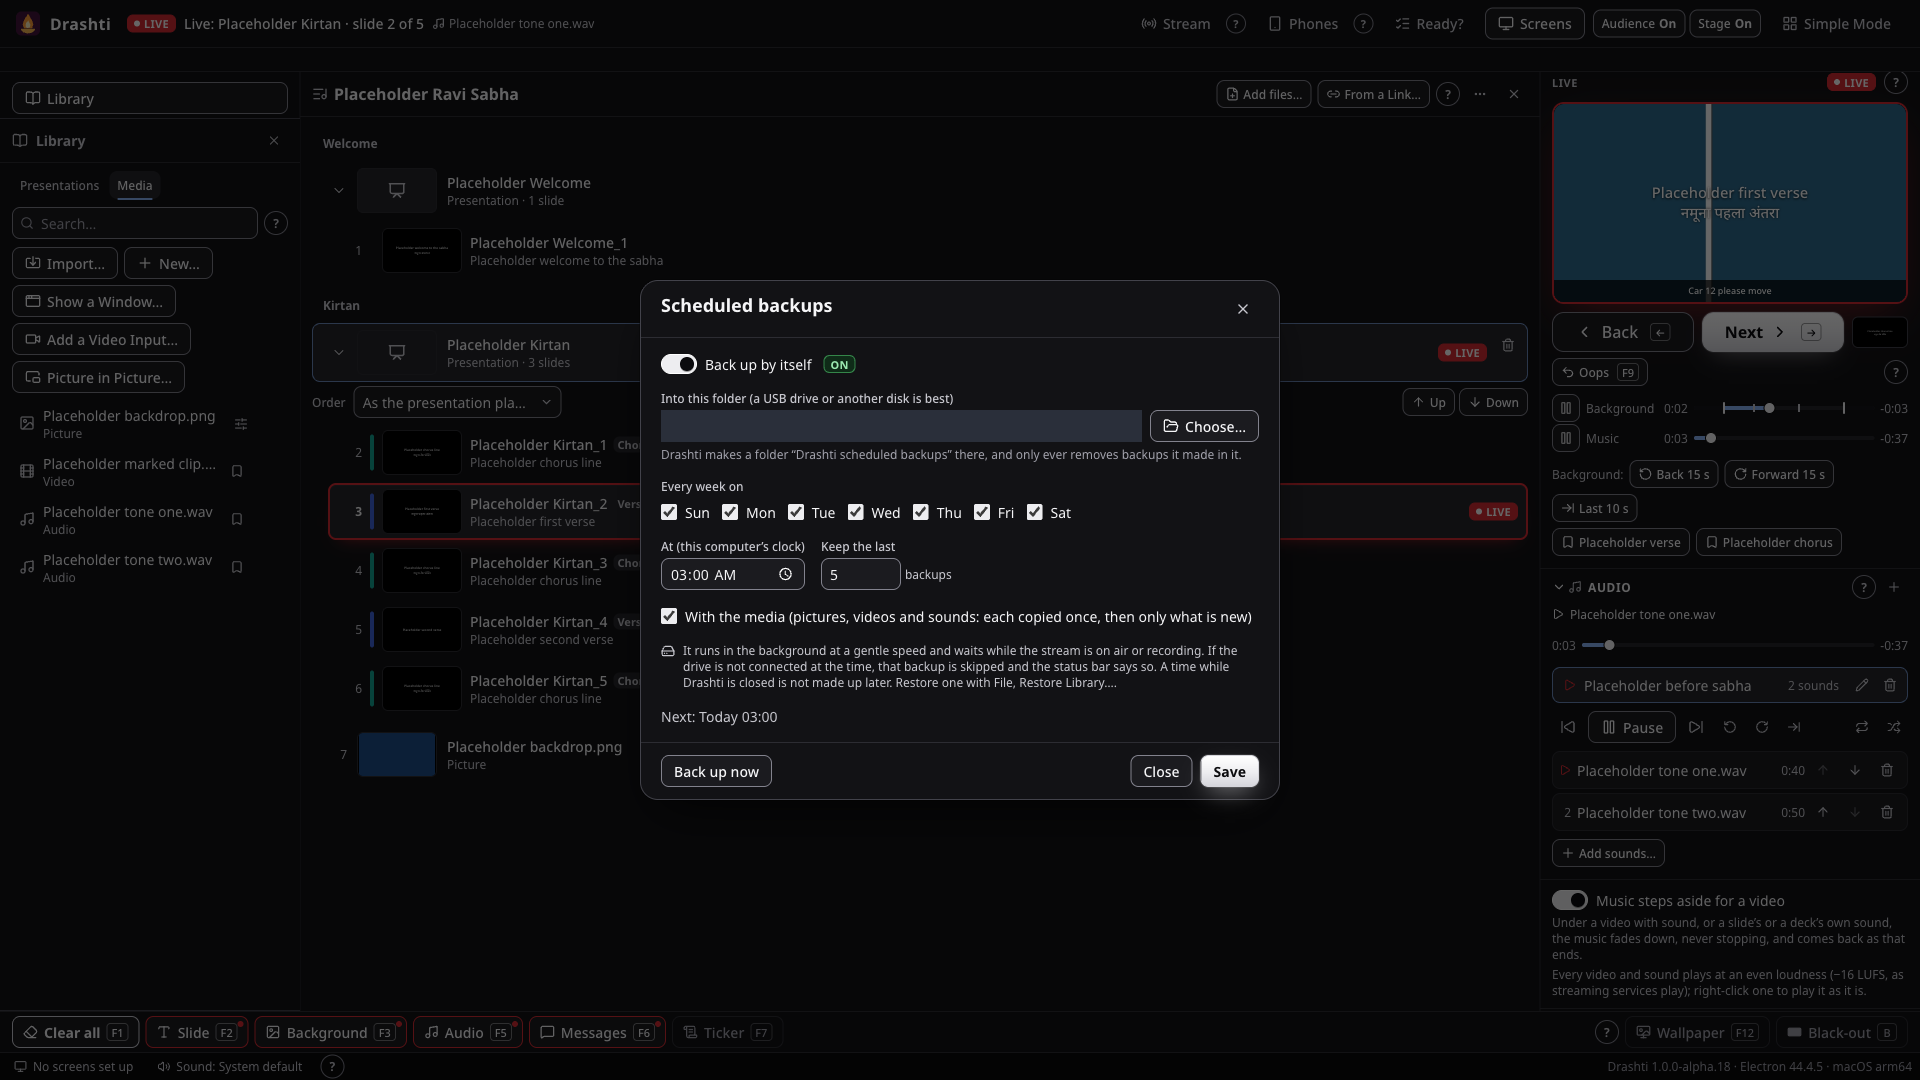 Drashti
LIVE
Live: Placeholder Kirtan · slide 2 of 5
Placeholder tone one.wav
Stream
?
Phones
?
Ready?
Screens
Audience On
Stage On
Simple Mode
Library
Library
Presentations
Media
Search...
?
Import...
New...
Show a Window...
Add a Video Input...
Picture in Picture...
Placeholder backdrop.png
Picture
Placeholder marked clip....
Video
Placeholder tone one.wav
Audio
Placeholder tone two.wav
Audio
Placeholder Ravi Sabha
Add files...
From a Link...
?
Welcome
Placeholder Welcome
Presentation · 1 slide
1
Placeholder Welcome_1
Placeholder welcome to the sabha
Kirtan
Placeholder Kirtan
Presentation · 3 slides
LIVE
Order
As the presentation pla...
Up
Down
2
Placeholder Kirtan_1
Placeholder chorus line
3
Placeholder Kirtan_2
Vers
Placeholder first verse
LIVE
4
Placeholder Kirtan_3
Placeholder chorus line
5
Placeholder Kirtan_4
Vers
Placeholder second verse
6
Placeholder Kirtan_5
Placeholder chorus line
7
Placeholder backdrop.png
Picture
Scheduled backups
Back up by itself
ON
Into this folder (a USB drive or another disk is best)
Choose...
Drashti makes a folder “Drashti scheduled backups” there, and only ever removes backups it made in it.
Every week on
Sun
Mon
Tue
Wed
Thu
Fri
Sat
At (this computer’s clock)
Keep the last
03:00 AM
5
backups
With the media (pictures, videos and sounds: each copied once, then only what is new)
It runs in the background at a gentle speed and waits while the stream is on air or recording. If the
drive is not connected at the time, that backup is skipped and the status bar says so. A time while
Drashti is closed is not made up later. Restore one with File, Restore Library....
Next: Today 03:00
Back up now
Close
Save
LIVE
LIVE
?
Placeholder first verse
नमूना पहला अंतरा
Car 12 please move
Back
Next
Oops
F9
?
Background
0:02
-0:03
Music
0:03
-0:37
Background:
Back 15 s
Forward 15 s
Last 10 s
Placeholder verse
Placeholder chorus
AUDIO
?
Placeholder tone one.wav
0:03
-0:37
Placeholder before sabha
2 sounds
Pause
Placeholder tone one.wav
0:40
2
Placeholder tone two.wav
0:50
Add sounds...
Music steps aside for a video
Under a video with sound, or a slide’s or a deck’s own sound,
the music fades down, never stopping, and comes back as that
ends.
Every video and sound plays at an even loudness (−16 LUFS, as
streaming services play); right-click one to play it as it is.
Clear all
F1
Slide
F2
Background
F3
Audio
F5
Messages
F6
Ticker
F7
?
Wallpaper
F12
Black-out
B
No screens set up
Sound: System default
?
Drashti 1.0.0-alpha.18 · Electron 44.4.5 · macOS arm64